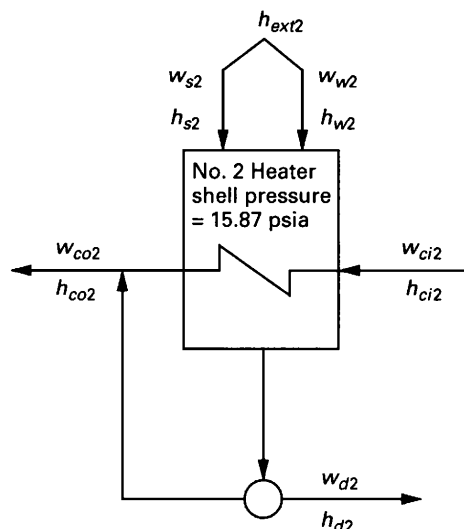 h_ext2
w_s2 w_w2
h_s2 h_w2
No. 2 Heater
shell pressure
= 15.87 psia
w_co2 w_ci2
h_co2 h_ci2
w_d2
h_d2